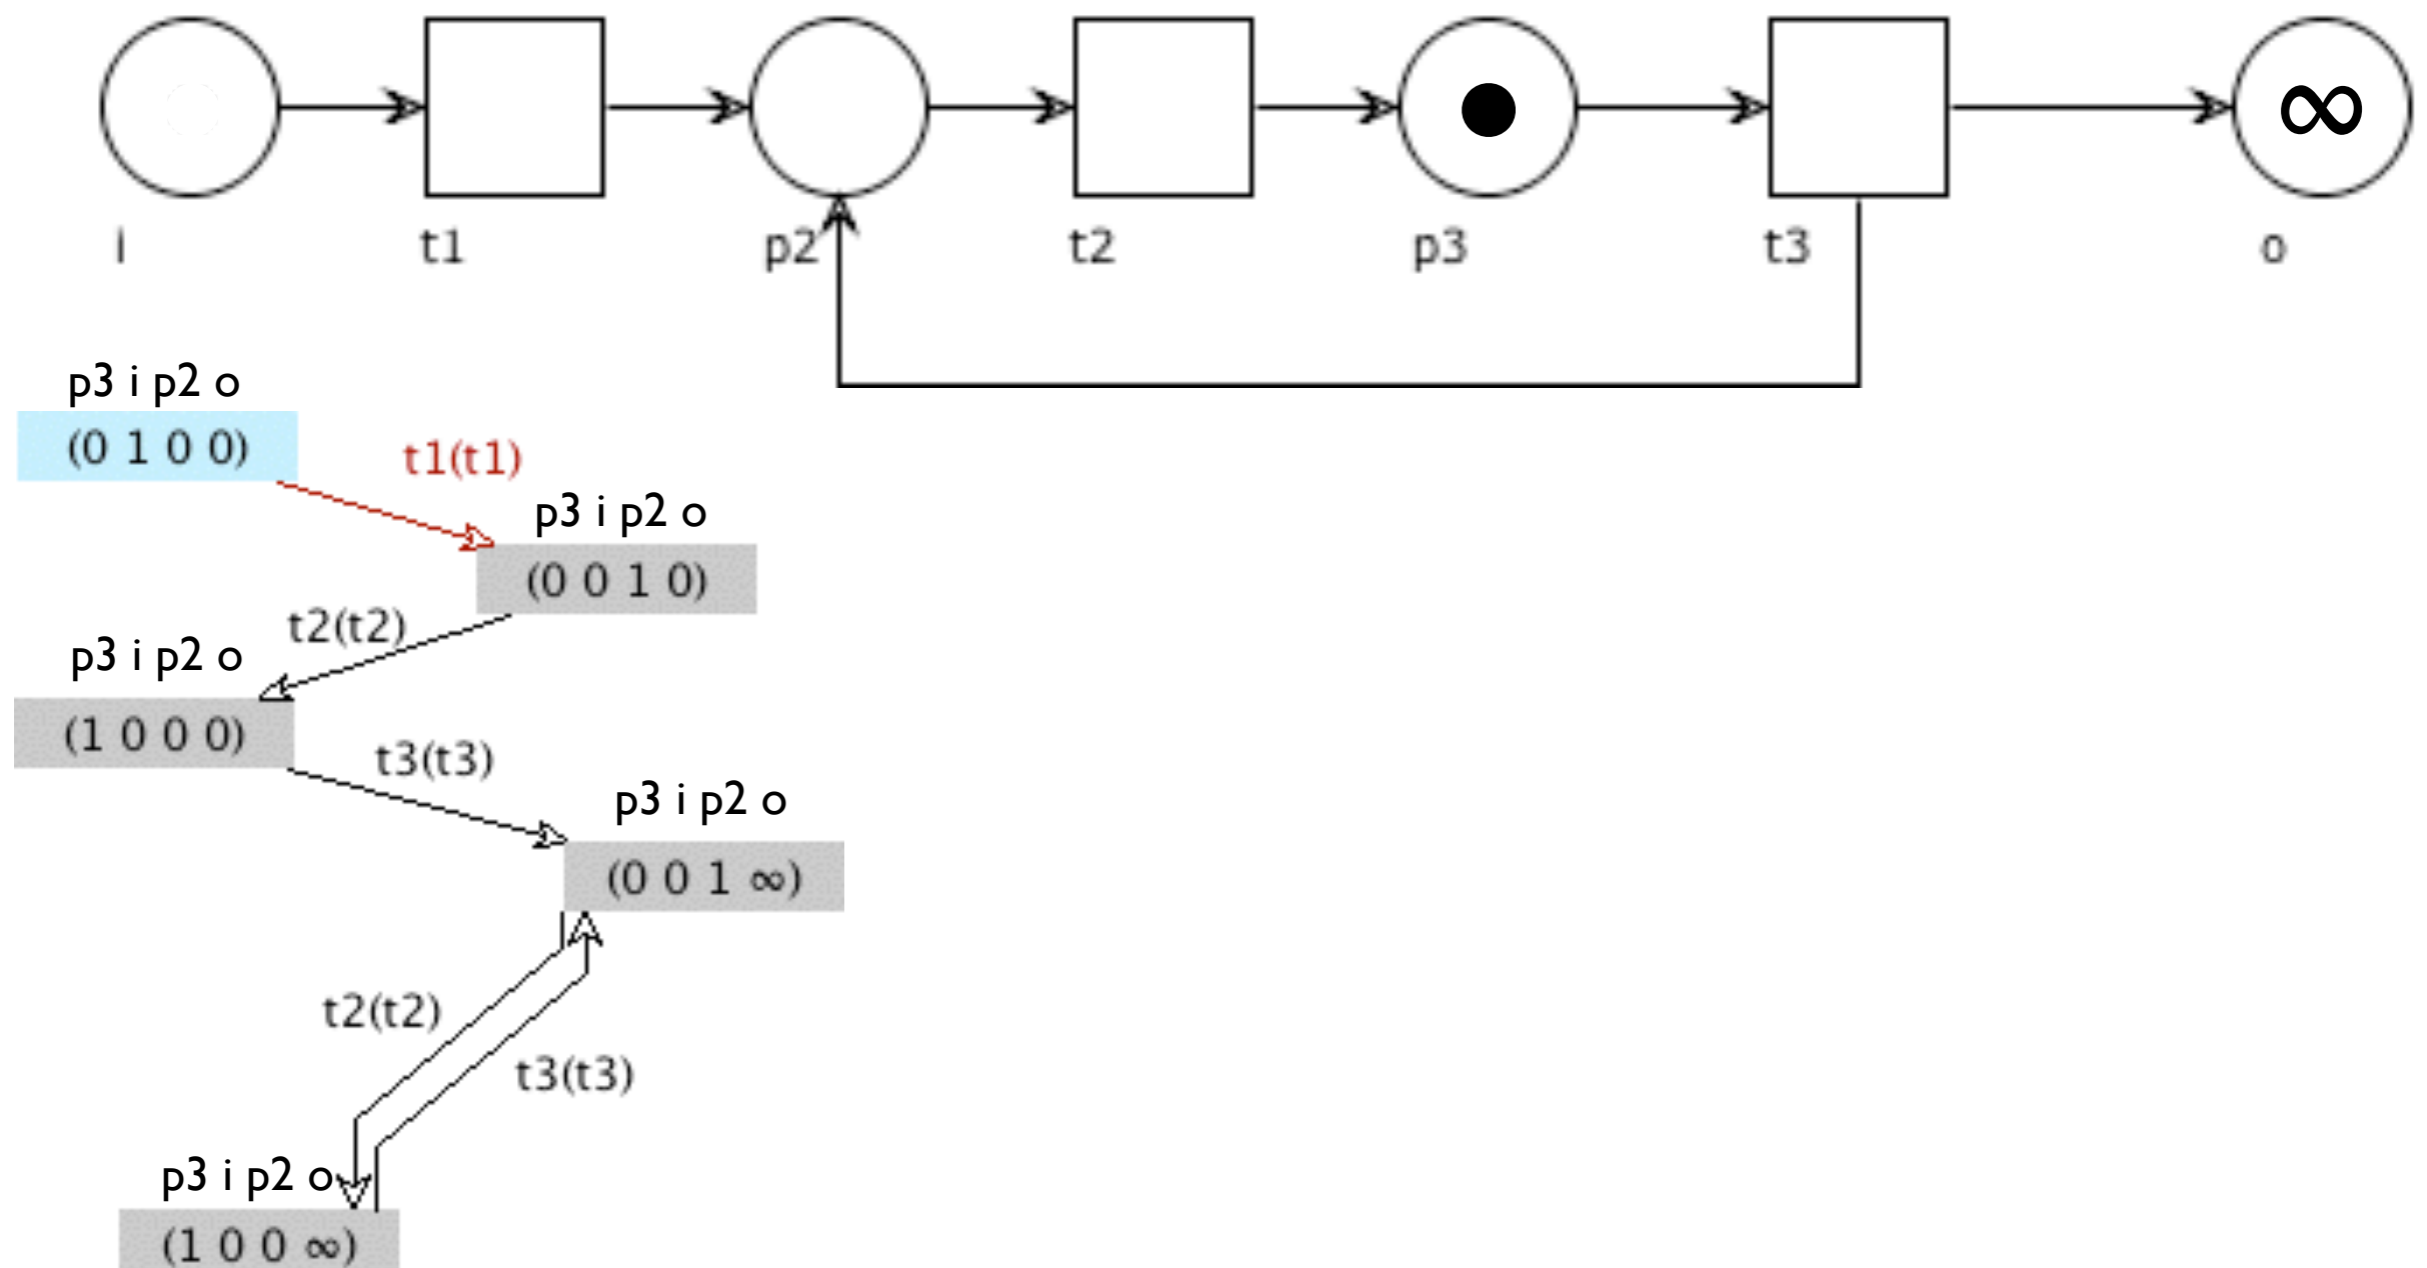 ∞
i t1 p2 t2 p3 t3 o
p3 i p2 o
(0 1 0 0)
t1(t1)
p3 i p2 o
(0 0 1 0)
t2(t2)
p3 i p2 o
(1 0 0 0)
t3(t3)
p3 i p2 o
(0 0 1 ∞)
t2(t2)
t3(t3)
p3 i p2 o
(1 0 0 ∞)